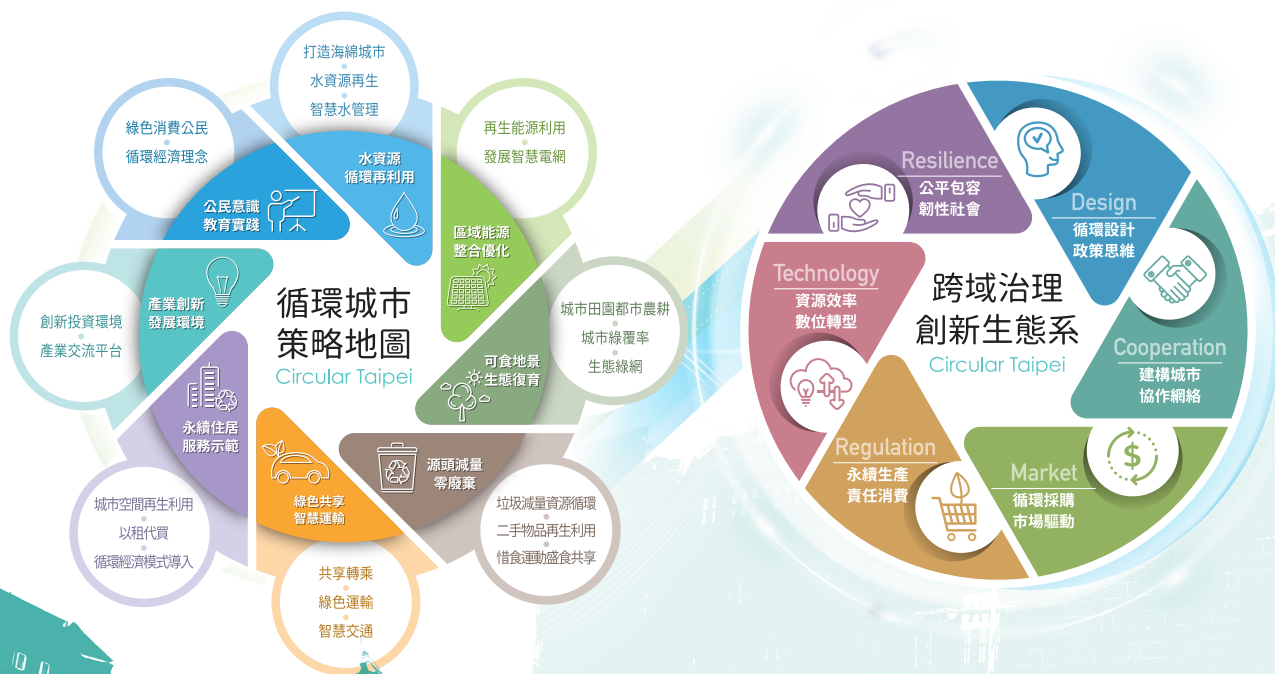 循環城市
策略地圖
Circular Taipei
打造海綿城市
水資源再生
智慧水管理
水資源
循環再利用
再生能源利用
發展智慧電網
區域能源
整合優化
城市田園都市農耕
城市綠覆率
生態綠網
可食地景
生態復育
垃圾減量資源循環
二手物品再生利用
惜食運動盛食共享
源頭減量
零廢棄
共享轉乘
綠色運輸
智慧交通
綠色共享
智慧運輸
城市空間再生利用
以租代買
循環經濟模式導入
永續住居
服務示範
創新投資環境
產業交流平台
產業創新
發展環境
綠色消費公民
循環經濟理念
公民意識
教育實踐
跨域治理
創新生態系
Circular Taipei
Design
循環設計
政策思維
Cooperation
建構城市
協作網絡
Market
循環採購
市場驅動
$
Regulation
永續生產
責任消費
Technology
資源效率
數位轉型
Resilience
公平包容
韌性社會